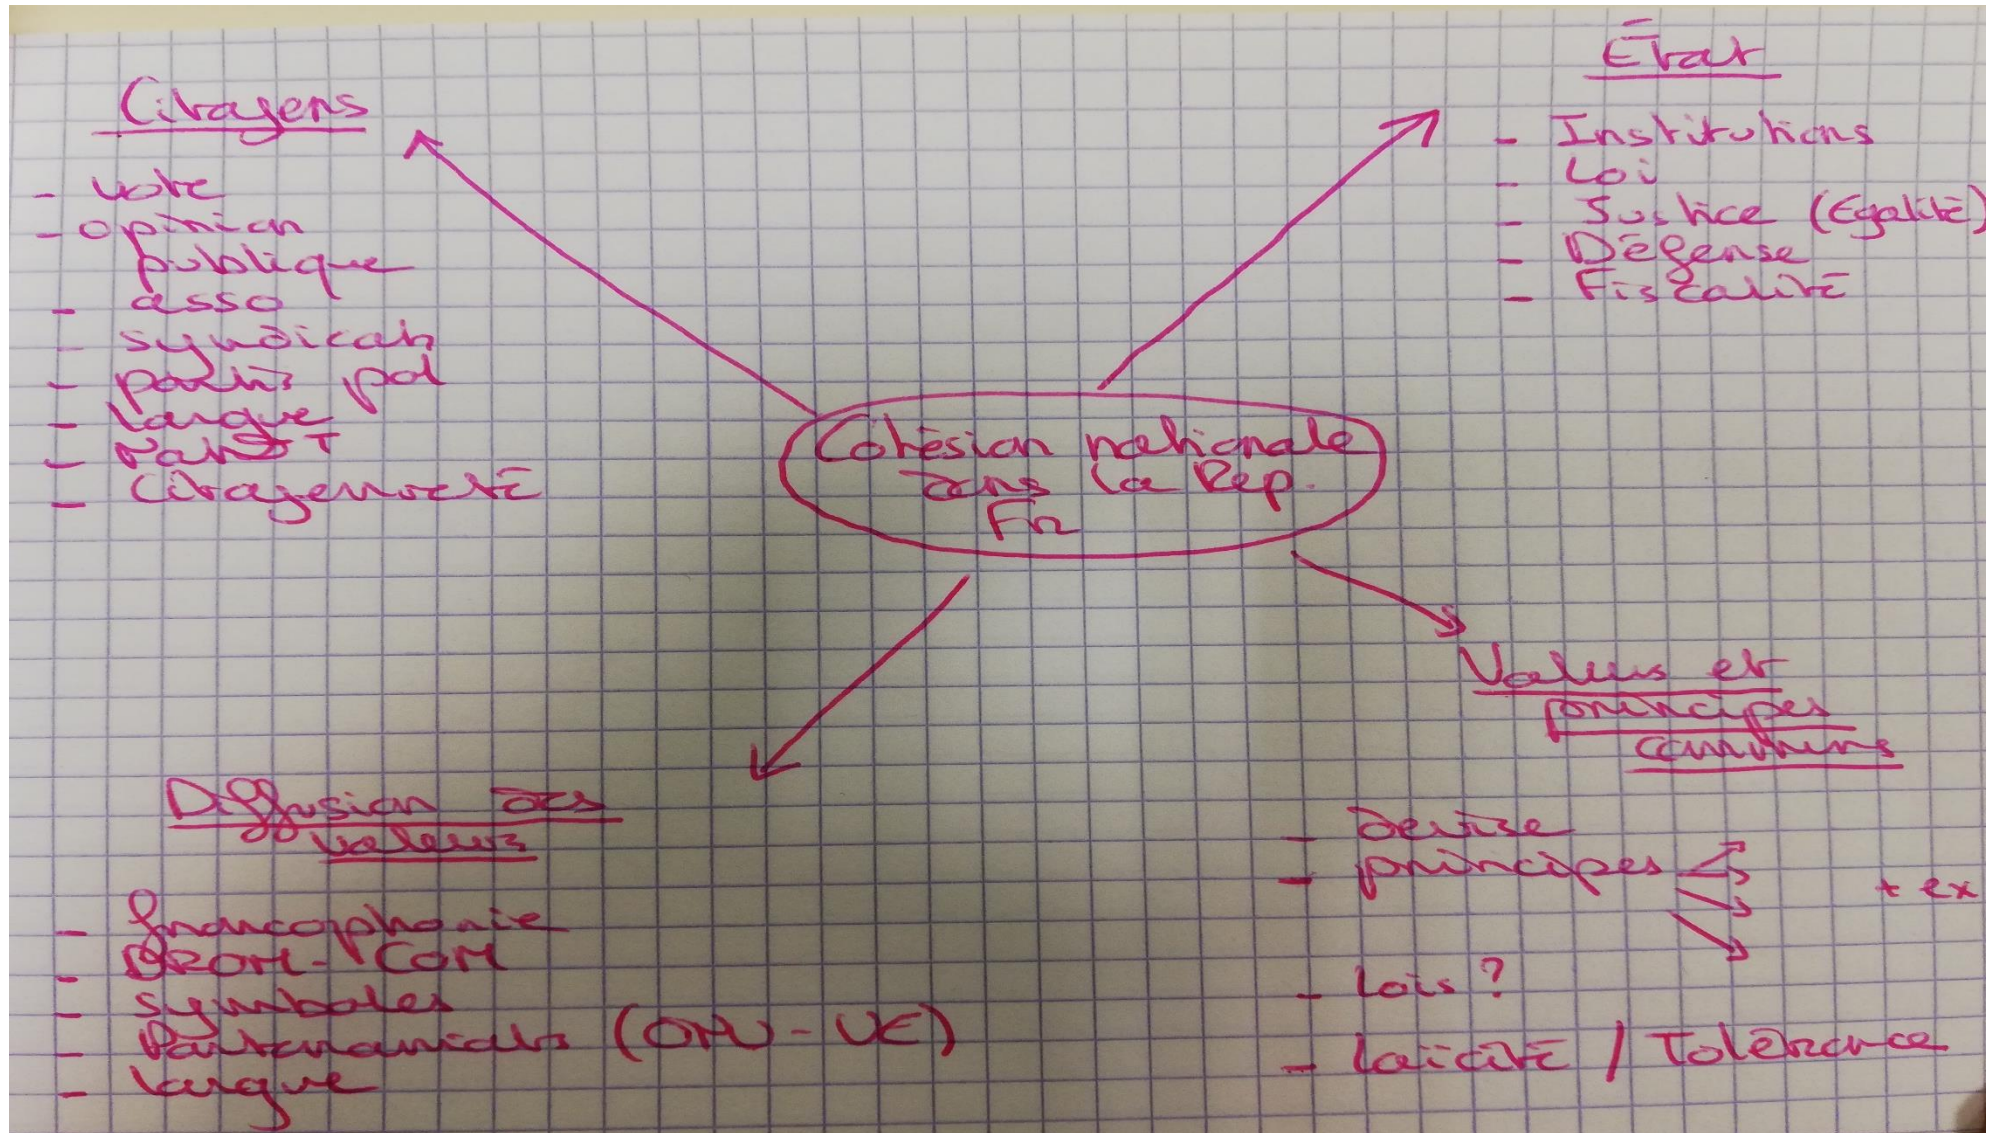 Citoyens
- vote
- opinion
publique
- asso
- syndicats
- partis pol
- langue
- citoyenneté
État
- Institutions
- Loi
- Justice (Égalité)
- Défense
- Fiscalité
Cohésion nationale
dans la Rép.
Fr
Diffusion des
valeurs
- francophonie
- DROM-COM
- symboles
- Partenariats (ONU-UE)
- langue
Valeurs et
principes
communs
- devise
- principes
+ ex
- Lois ?
- laïcité / Tolérance